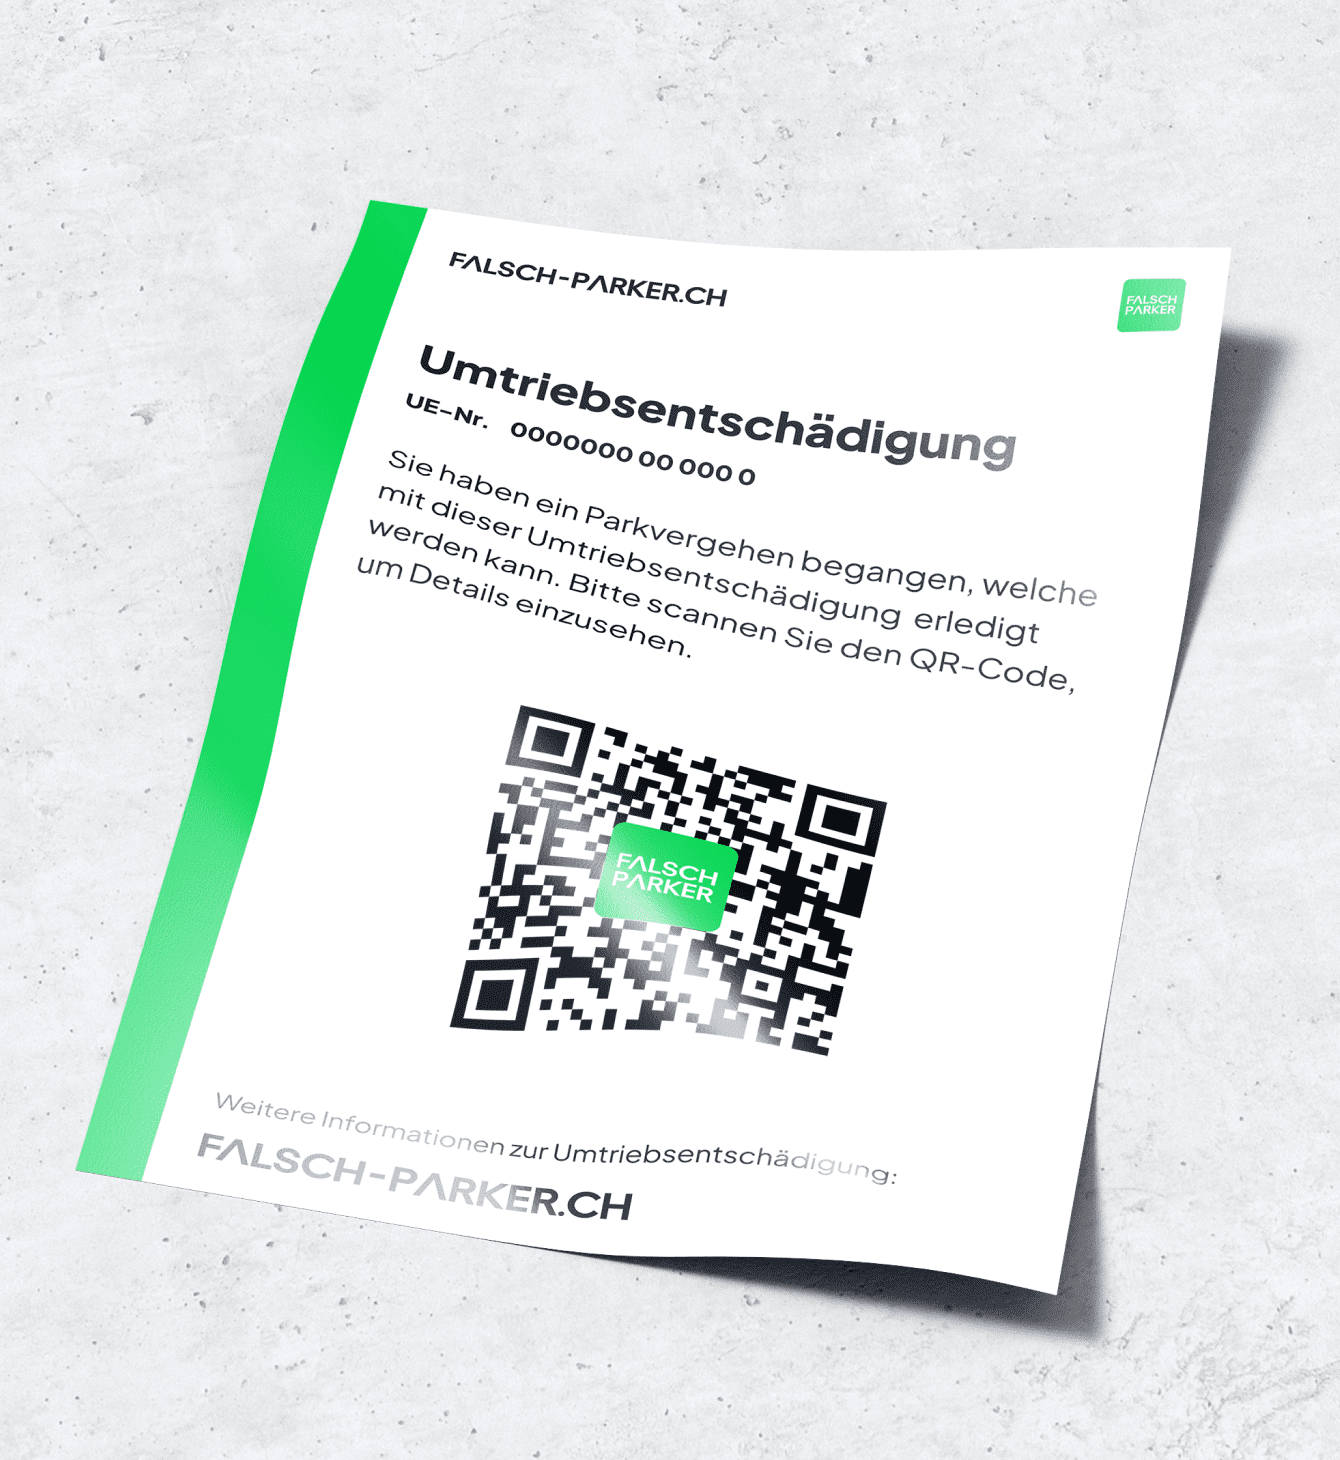 FALSCH-PARKER.CH
FALSCH
PARKER
Umtriebsentschädigung
UE-Nr. 0000000 00 000 0
Sie haben ein Parkvergehen begangen, welche
mit dieser Umtriebsentschädigung erledigt
werden kann. Bitte scannen Sie den QR-Code,
um Details einzusehen.
FALSCH
PARKER
Weitere Informationen zur Umtriebsentschädigung:
FALSCH-PARKER.CH